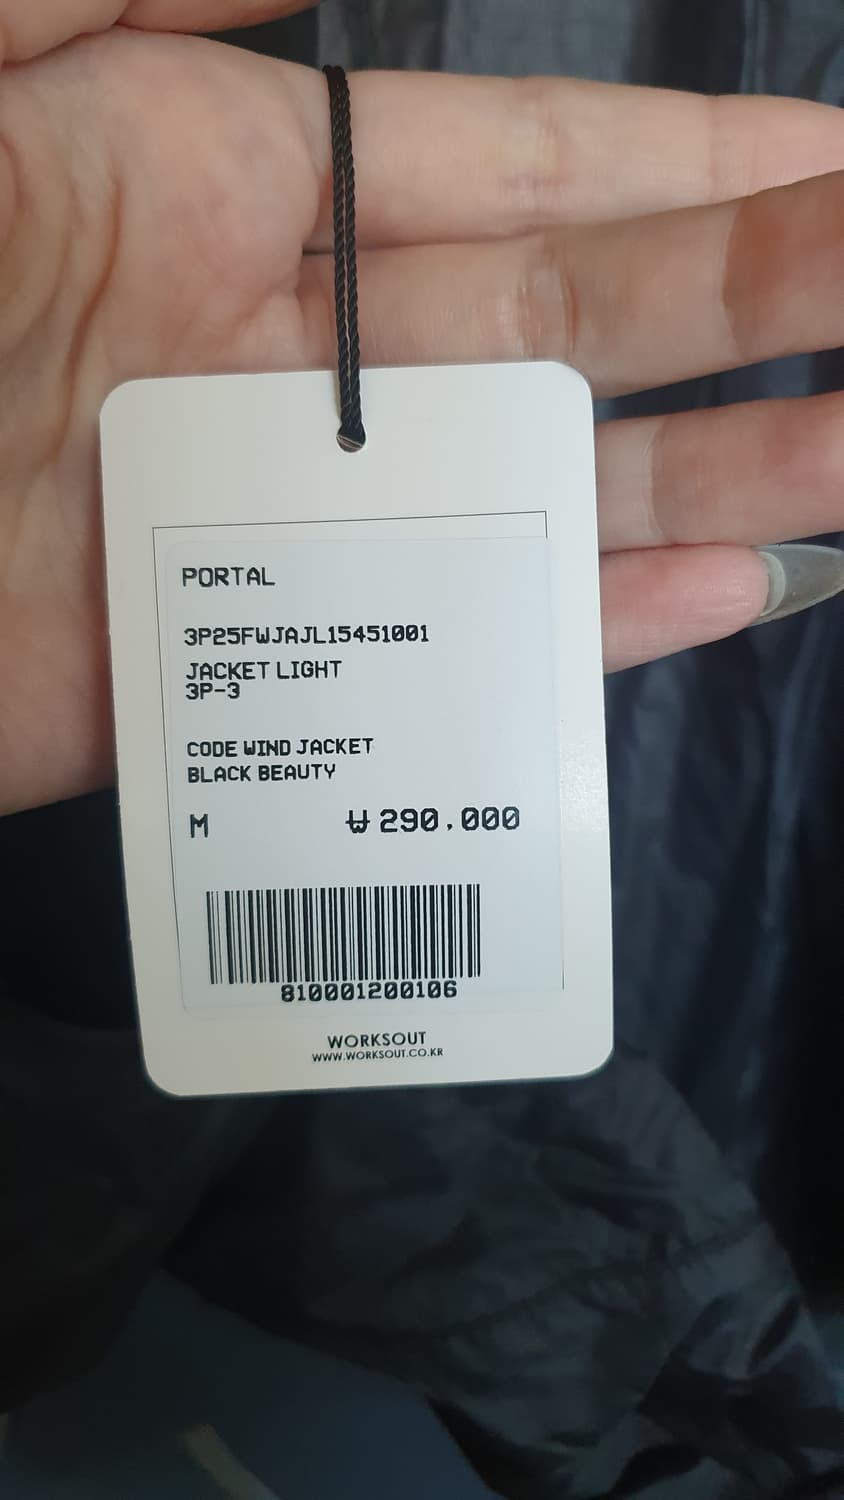 PORTAL
3P25FWJAJL15451001
JACKET LIGHT
3P-3
CODE WIND JACKET
BLACK BEAUTY
M ₩ 290,000
810001200106
WORKSOUT
WWW.WORKSOUT.CO.KR